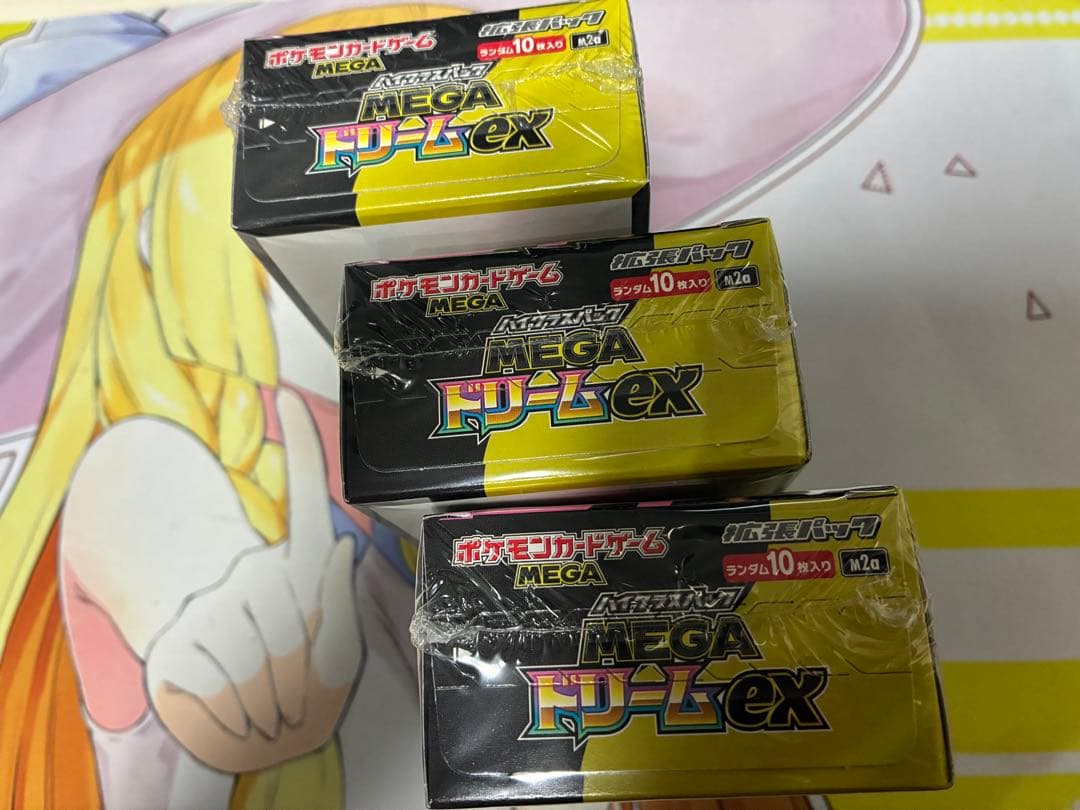 ポケモンカードゲーム
MEGA
拡張パック
ランダム10枚入り M2a
ハイクラスパック
MEGA
ドリームex
ポケモンカードゲーム
MEGA
拡張パック
ランダム10枚入り M2a
ハイクラスパック
MEGA
ドリームex
ポケモンカードゲーム
MEGA
拡張パック
ランダム10枚入り M2a
ハイクラスパック
MEGA
ドリームex